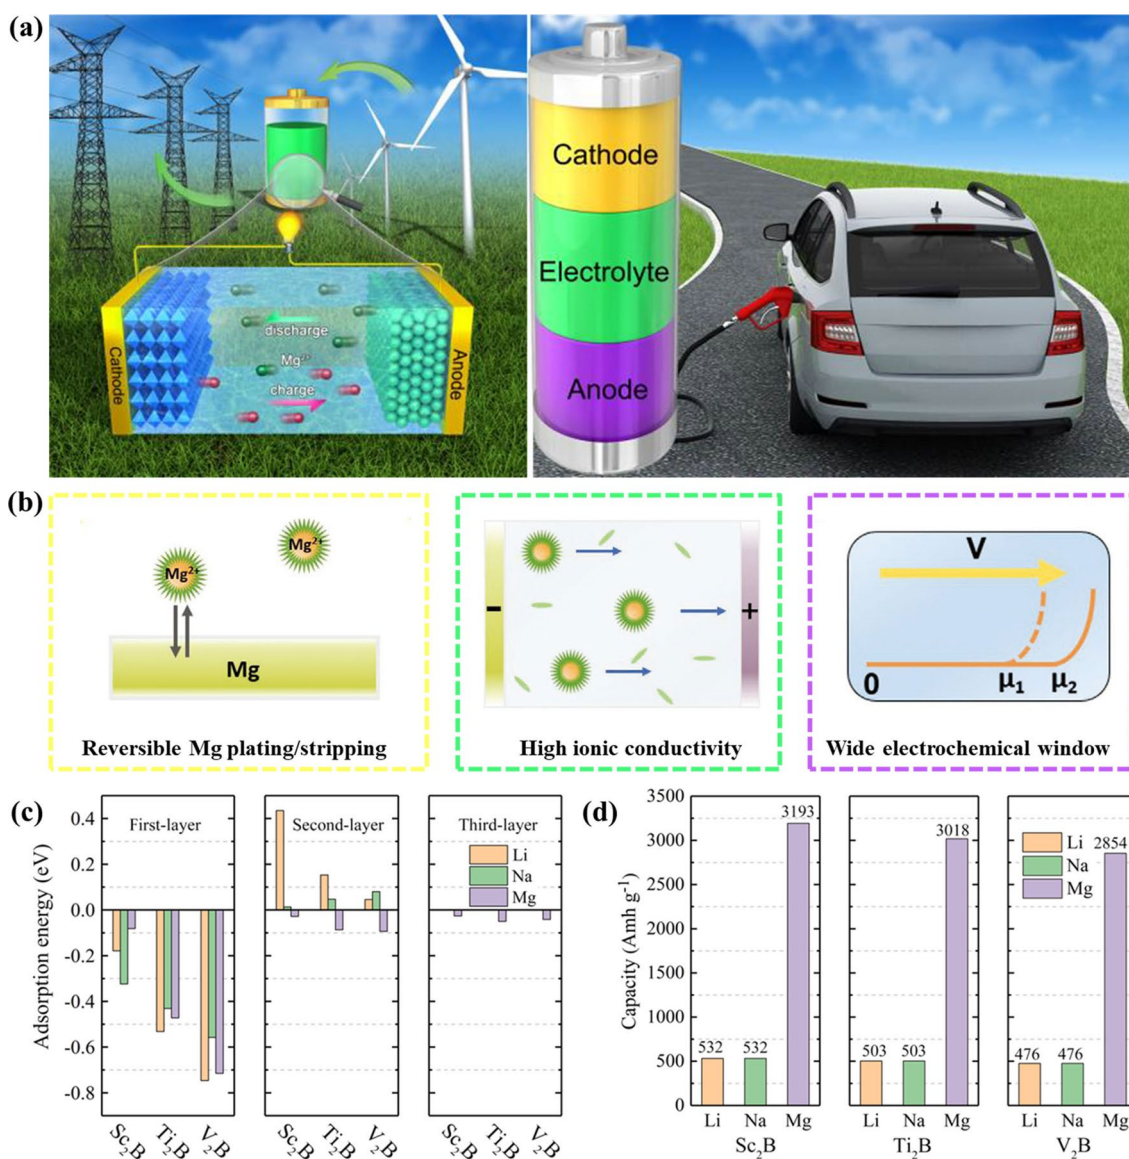 (a)
discharge
Mg²⁺
charge
Cathode
Anode
Cathode
Electrolyte
Anode
(b)
Mg²⁺
Mg²⁺
Mg
Reversible Mg plating/stripping
-
+
High ionic conductivity
V
0
μ₁
μ₂
Wide electrochemical window
(c)
Adsorption energy (eV)
0.4
0.2
0.0
-0.2
-0.4
-0.6
-0.8
First-layer
Sc₂B
Ti₂B
V₂B
Second-layer
Sc₂B
Ti₂B
V₂B
Third-layer
Li
Na
Mg
Sc₂B
Ti₂B
V₂B
(d)
Capacity (Amh g⁻¹)
3500
3000
2750
2500
2250
1750
1500
1000
500
0
532
532
3193
Li
Na
Mg
Sc₂B
503
503
3018
Li
Na
Mg
Ti₂B
Li
Na
Mg
476
476
2854
Li
Na
Mg
V₂B